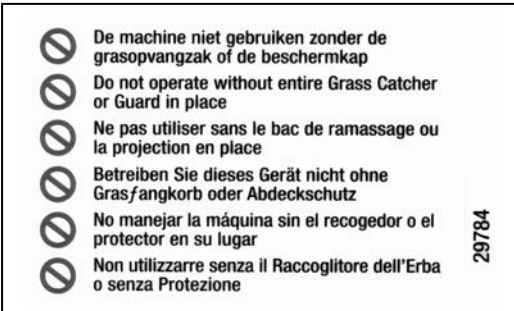 De machine niet gebruiken zonder de
grasopvangzak of de beschermkap
Do not operate without entire Grass Catcher
or Guard in place
Ne pas utiliser sans le bac de ramassage ou
la projection en place
Betreiben Sie dieses Gerät nicht ohne
Grasƒangkorb oder Abdeckschutz
No manejar la máquina sin el recogedor o el
protector en su lugar
Non utilizzarre senza il Raccoglitore dell'Erba
o senza Protezione
29784